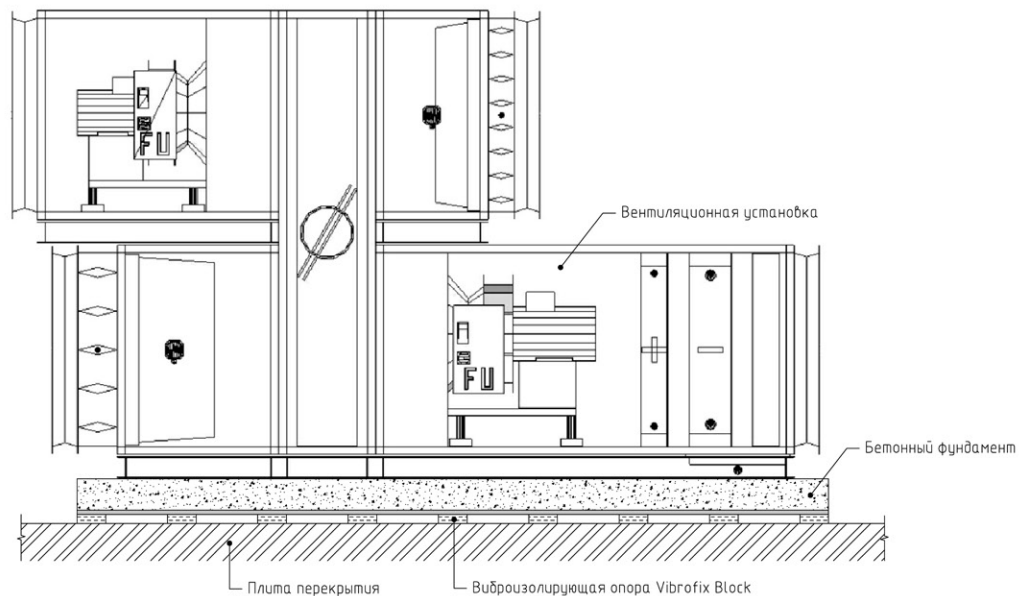 FU
Вентиляционная установка
FU
Бетонный фундамент
Плита перекрытия
Виброизолирующая опора Vibrofix Block